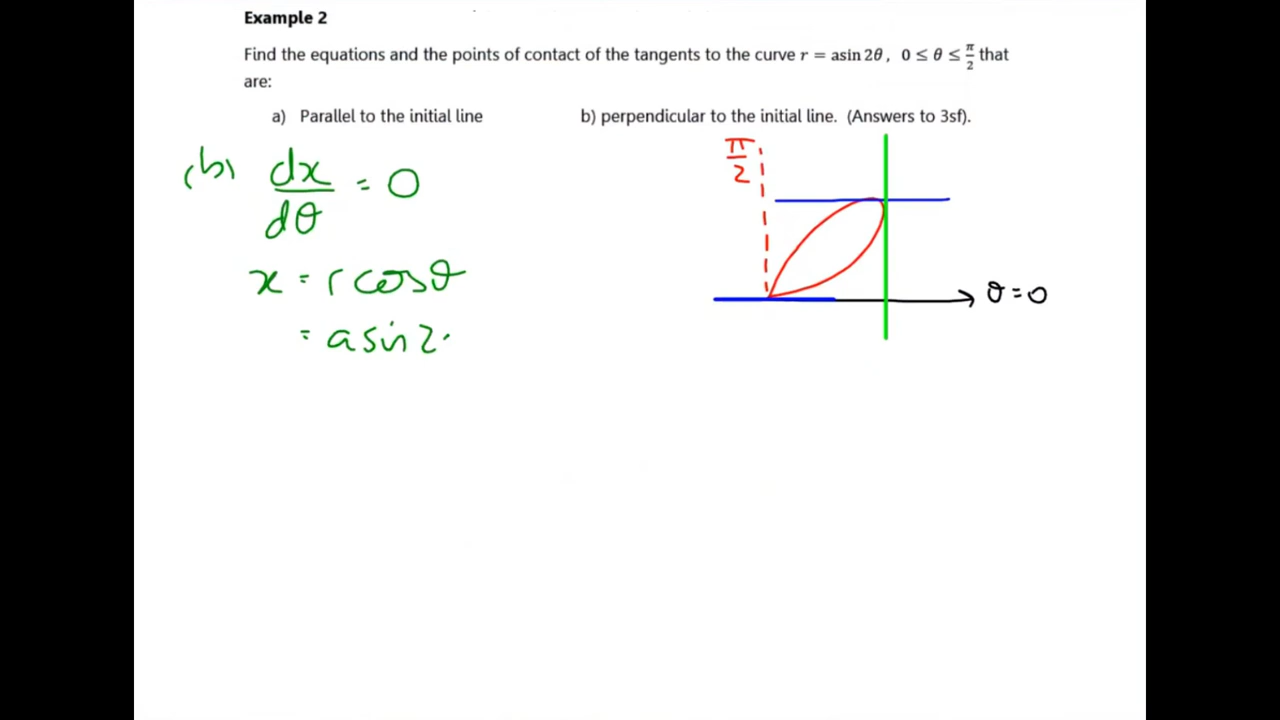 Example 2
Find the equations and the points of contact of the tangents to the curve r = asin 2θ, 0 ≤ θ ≤ π/2 that
are:
a) Parallel to the initial line
b) perpendicular to the initial line. (Answers to 3sf).
(b) dx/dθ = 0
x = r cosθ
= a sin 2
π/2
θ = 0